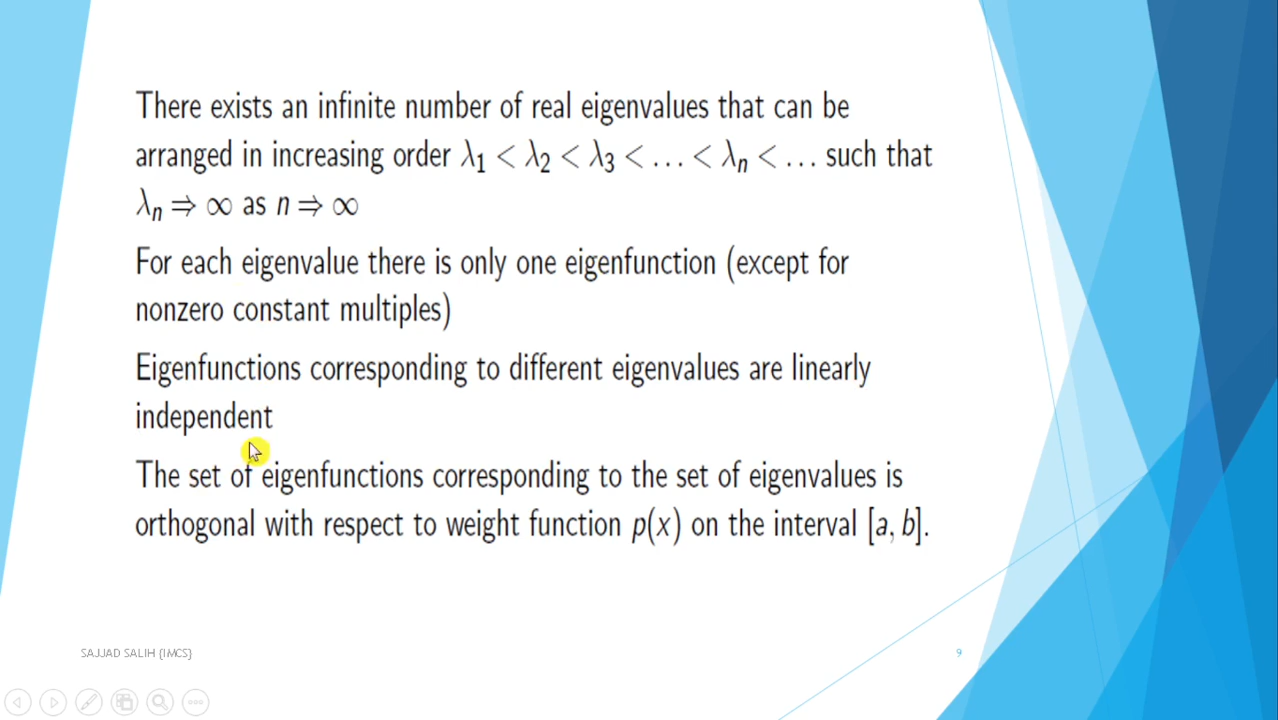 There exists an infinite number of real eigenvalues that can be
arranged in increasing order λ₁ < λ₂ < λ₃ < … < λₙ < … such that
λₙ ⇒ ∞ as n ⇒ ∞
For each eigenvalue there is only one eigenfunction (except for
nonzero constant multiples)
Eigenfunctions corresponding to different eigenvalues are linearly
independent
The set of eigenfunctions corresponding to the set of eigenvalues is
orthogonal with respect to weight function p(x) on the interval [a, b].
SAJJAD SALIH {IMCS}
9